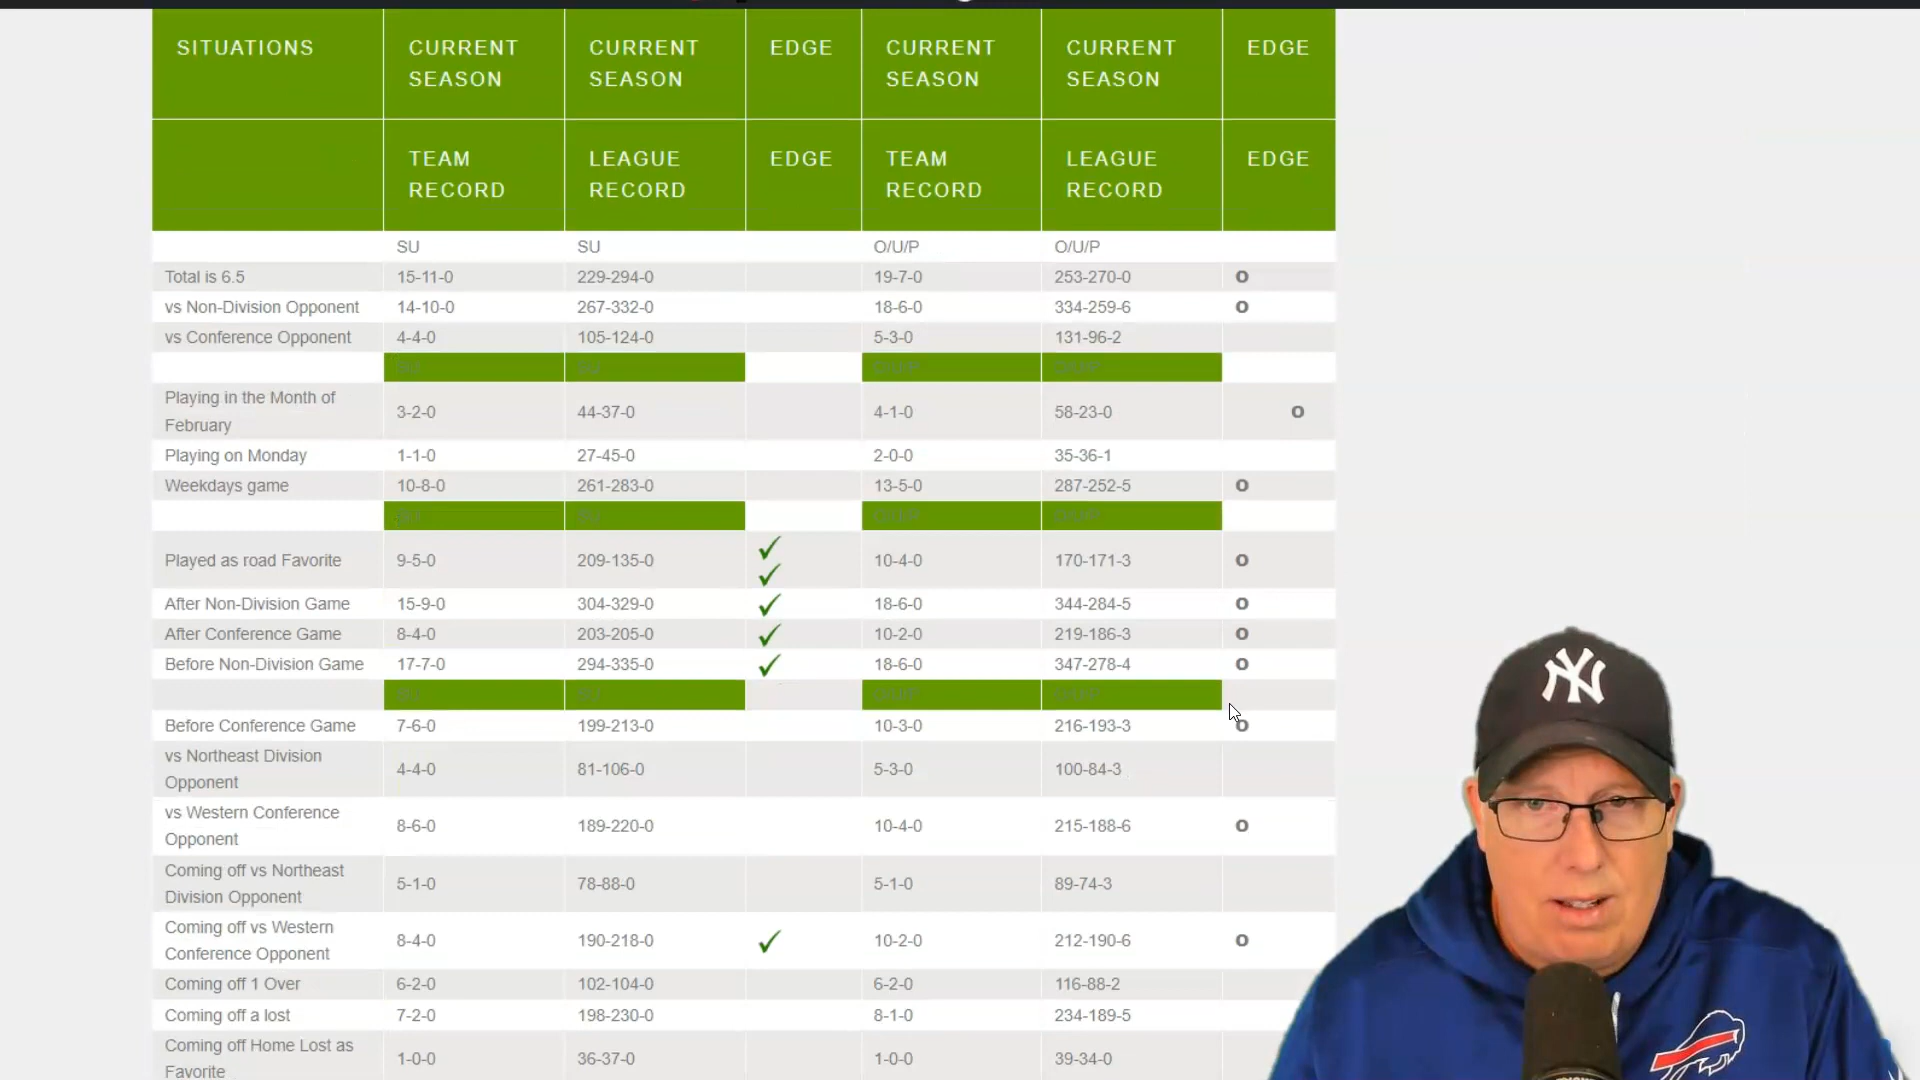 SITUATIONS CURRENT SEASON CURRENT SEASON EDGE CURRENT SEASON CURRENT SEASON EDGE
TEAM RECORD LEAGUE RECORD EDGE TEAM RECORD LEAGUE RECORD EDGE
SU SU O/U/P O/U/P
Total is 6.5 15-11-0 229-294-0 19-7-0 253-270-0 O
vs Non-Division Opponent 14-10-0 267-332-0 18-6-0 334-259-6 O
vs Conference Opponent 4-4-0 105-124-0 5-3-0 131-96-2
SU SU O/U/P O/U/P
Playing in the Month of February 3-2-0 44-37-0 4-1-0 58-23-0 O
Playing on Monday 1-1-0 27-45-0 2-0-0 35-36-1
Weekdays game 10-8-0 261-283-0 13-5-0 287-252-5 O
SU SU O/U/P O/U/P
Played as road Favorite 9-5-0 209-135-0 ✓ ✓ 10-4-0 170-171-3 O
After Non-Division Game 15-9-0 304-329-0 ✓ 18-6-0 344-284-5 O
After Conference Game 8-4-0 203-205-0 ✓ 10-2-0 219-186-3 O
Before Non-Division Game 17-7-0 294-335-0 ✓ 18-6-0 347-278-4 O
SU SU O/U/P O/U/P
Before Conference Game 7-6-0 199-213-0 10-3-0 216-193-3 O
vs Northeast Division Opponent 4-4-0 81-106-0 5-3-0 100-84-3
vs Western Conference Opponent 8-6-0 189-220-0 10-4-0 215-188-6 O
Coming off vs Northeast Division Opponent 5-1-0 78-88-0 5-1-0 89-74-3
Coming off vs Western Conference Opponent 8-4-0 190-218-0 ✓ 10-2-0 212-190-6 O
Coming off 1 Over 6-2-0 102-104-0 6-2-0 116-88-2
Coming off a lost 7-2-0 198-230-0 8-1-0 234-189-5
Coming off Home Lost as Favorite 1-0-0 36-37-0 1-0-0 39-34-0
NY